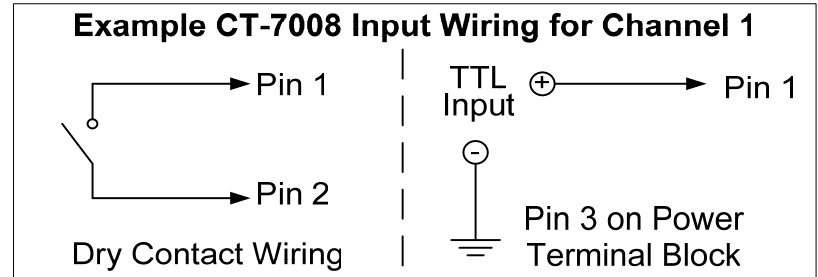 Example CT-7008 Input Wiring for Channel 1
Pin 1
Pin 2
Dry Contact Wiring
TTL
Input
+
Pin 1
-
Pin 3 on Power
Terminal Block